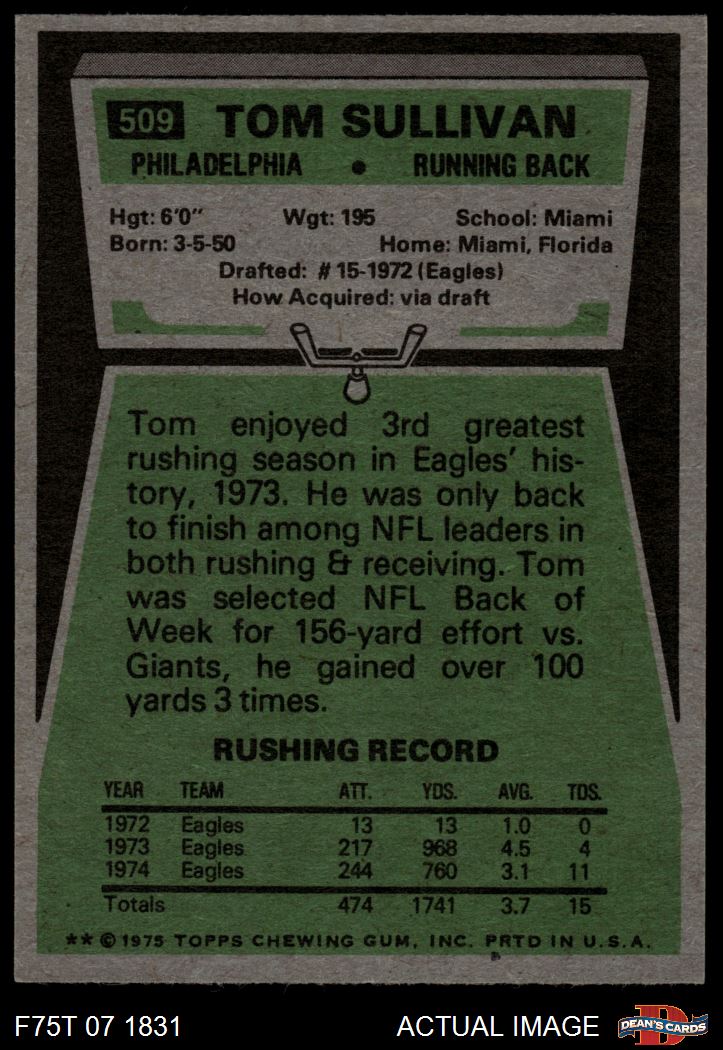 509 TOM SULLIVAN
PHILADELPHIA • RUNNING BACK
Hgt: 6'0" Wgt: 195 School: Miami
Born: 3-5-50 Home: Miami, Florida
Drafted: #15-1972 (Eagles)
How Acquired: via draft
Tom enjoyed 3rd greatest
rushing season in Eagles' his-
tory, 1973. He was only back
to finish among NFL leaders in
both rushing & receiving. Tom
was selected NFL Back of
Week for 156-yard effort vs.
Giants, he gained over 100
yards 3 times.
RUSHING RECORD
YEAR TEAM ATT. YDS. AVG. TDS.
1972 Eagles 13 13 1.0 0
1973 Eagles 217 968 4.5 4
1974 Eagles 244 760 3.1 11
Totals 474 1741 3.7 15
** © 1975 TOPPS CHEWING GUM, INC. PRTD IN U.S.A.
F75T 07 1831 ACTUAL IMAGE D DEAN'S CARDS